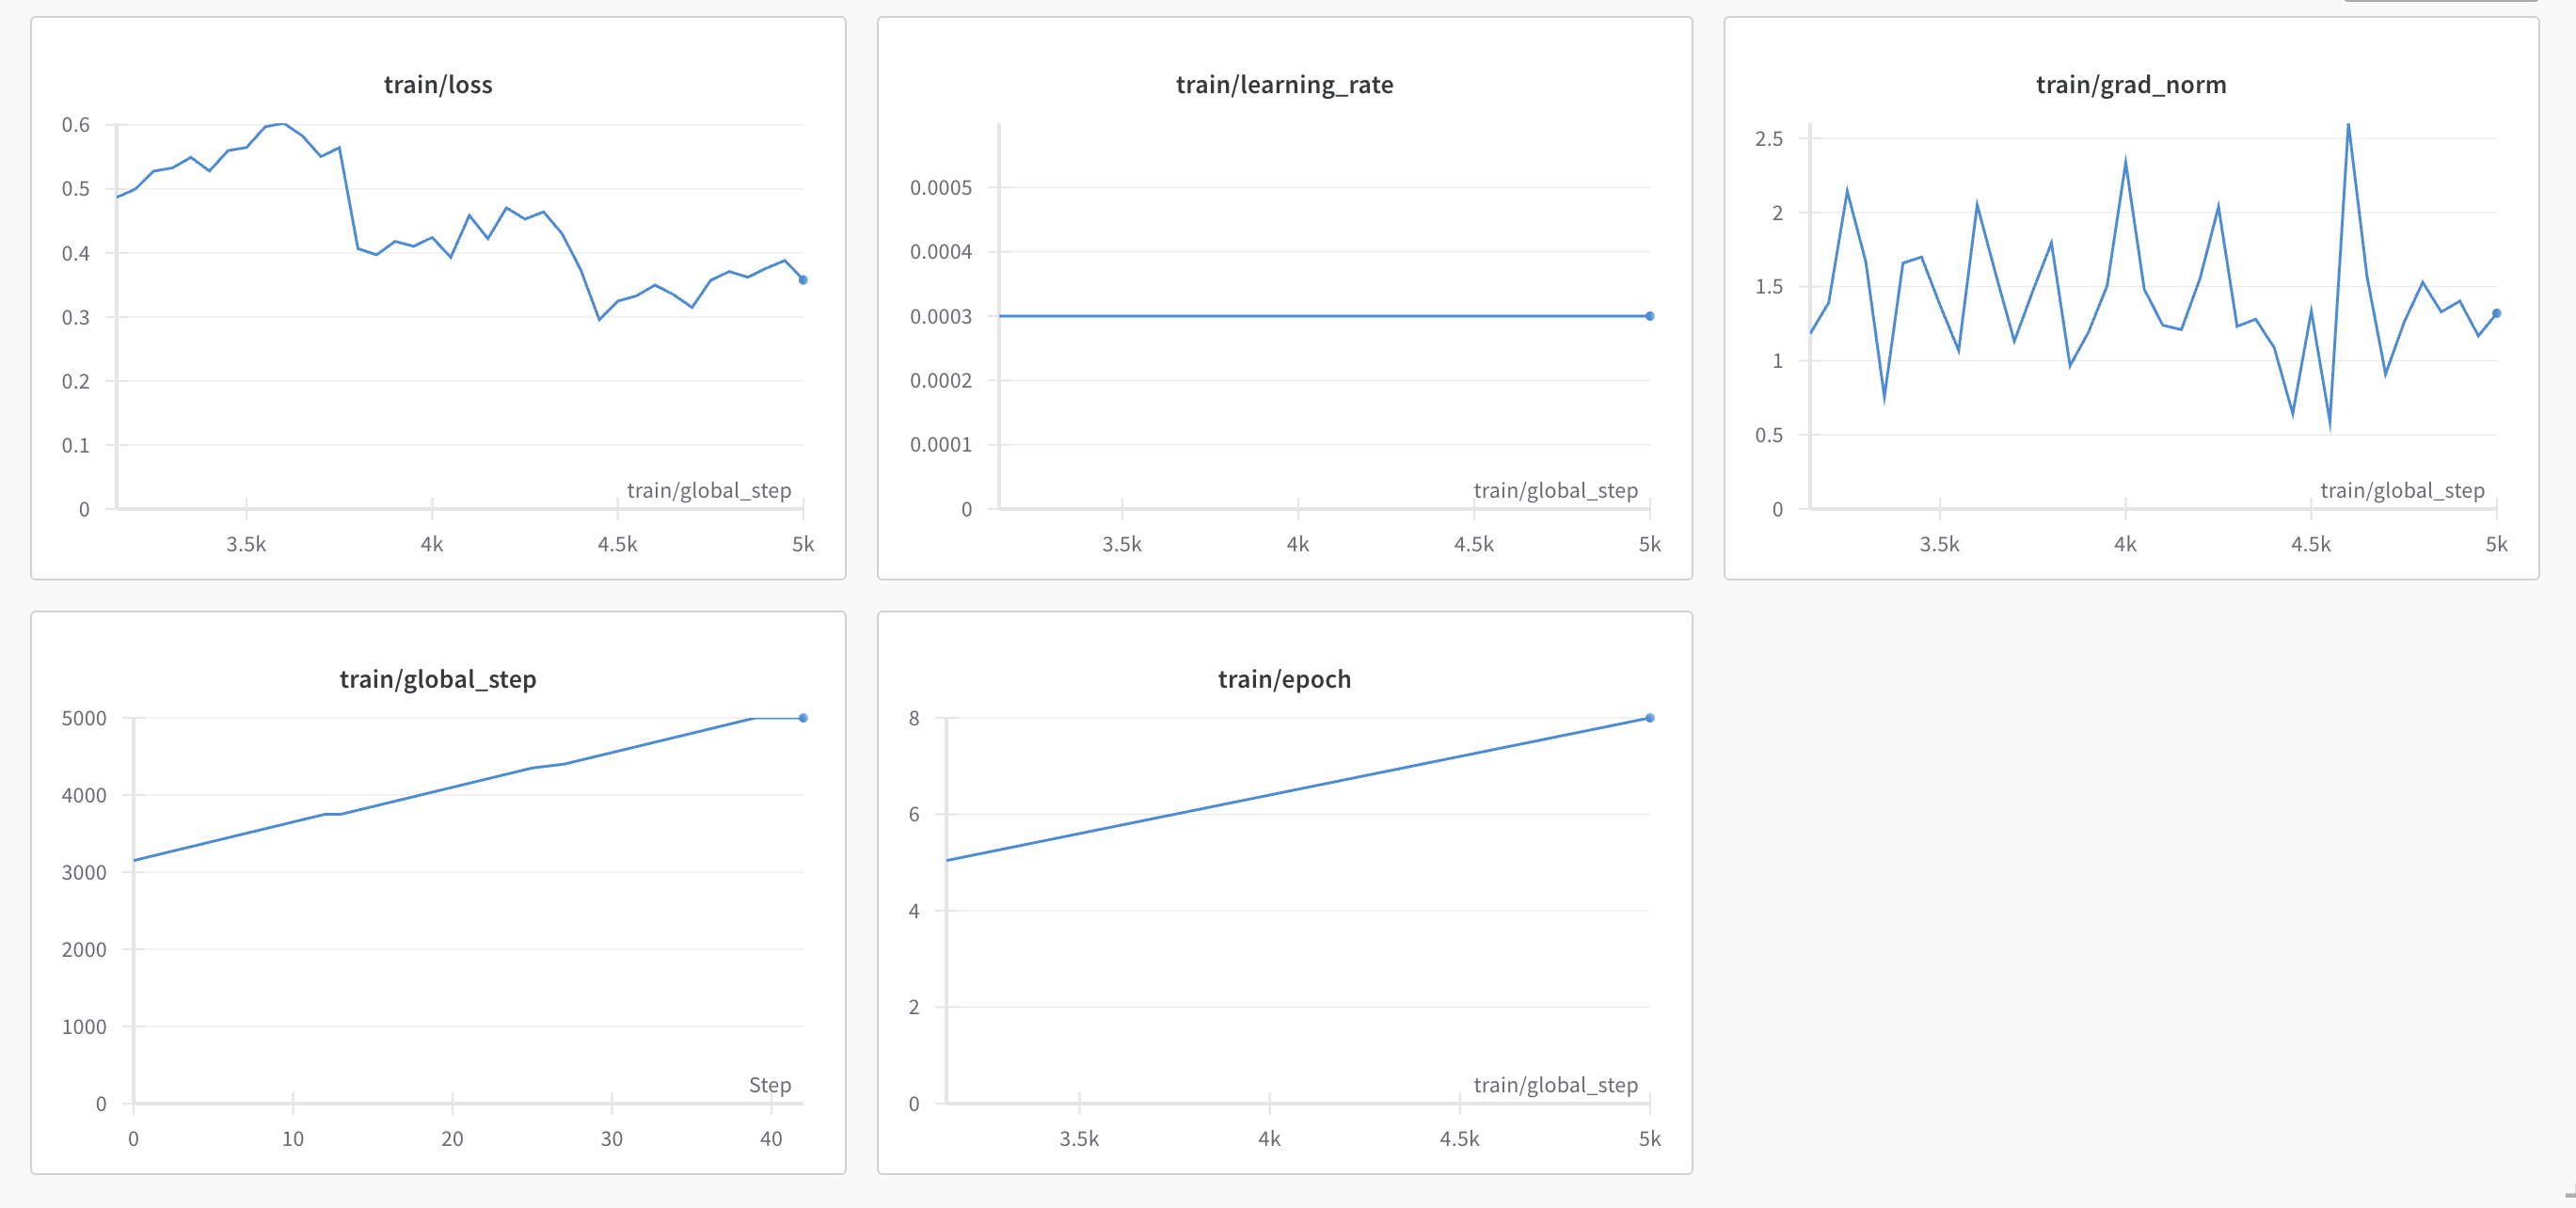 train/loss
0.6
0.5
0.4
0.3
0.2
0.1
0
train/global_step
3.5k 4k 4.5k 5k
train/learning_rate
0.0005
0.0004
0.0003
0.0002
0.0001
0
train/global_step
3.5k 4k 4.5k 5k
train/grad_norm
2.5
2
1.5
1
0.5
0
train/global_step
3.5k 4k 4.5k 5k
train/global_step
5000
4000
3000
2000
1000
0
Step
0 10 20 30 40
train/epoch
8
6
4
2
0
train/global_step
3.5k 4k 4.5k 5k